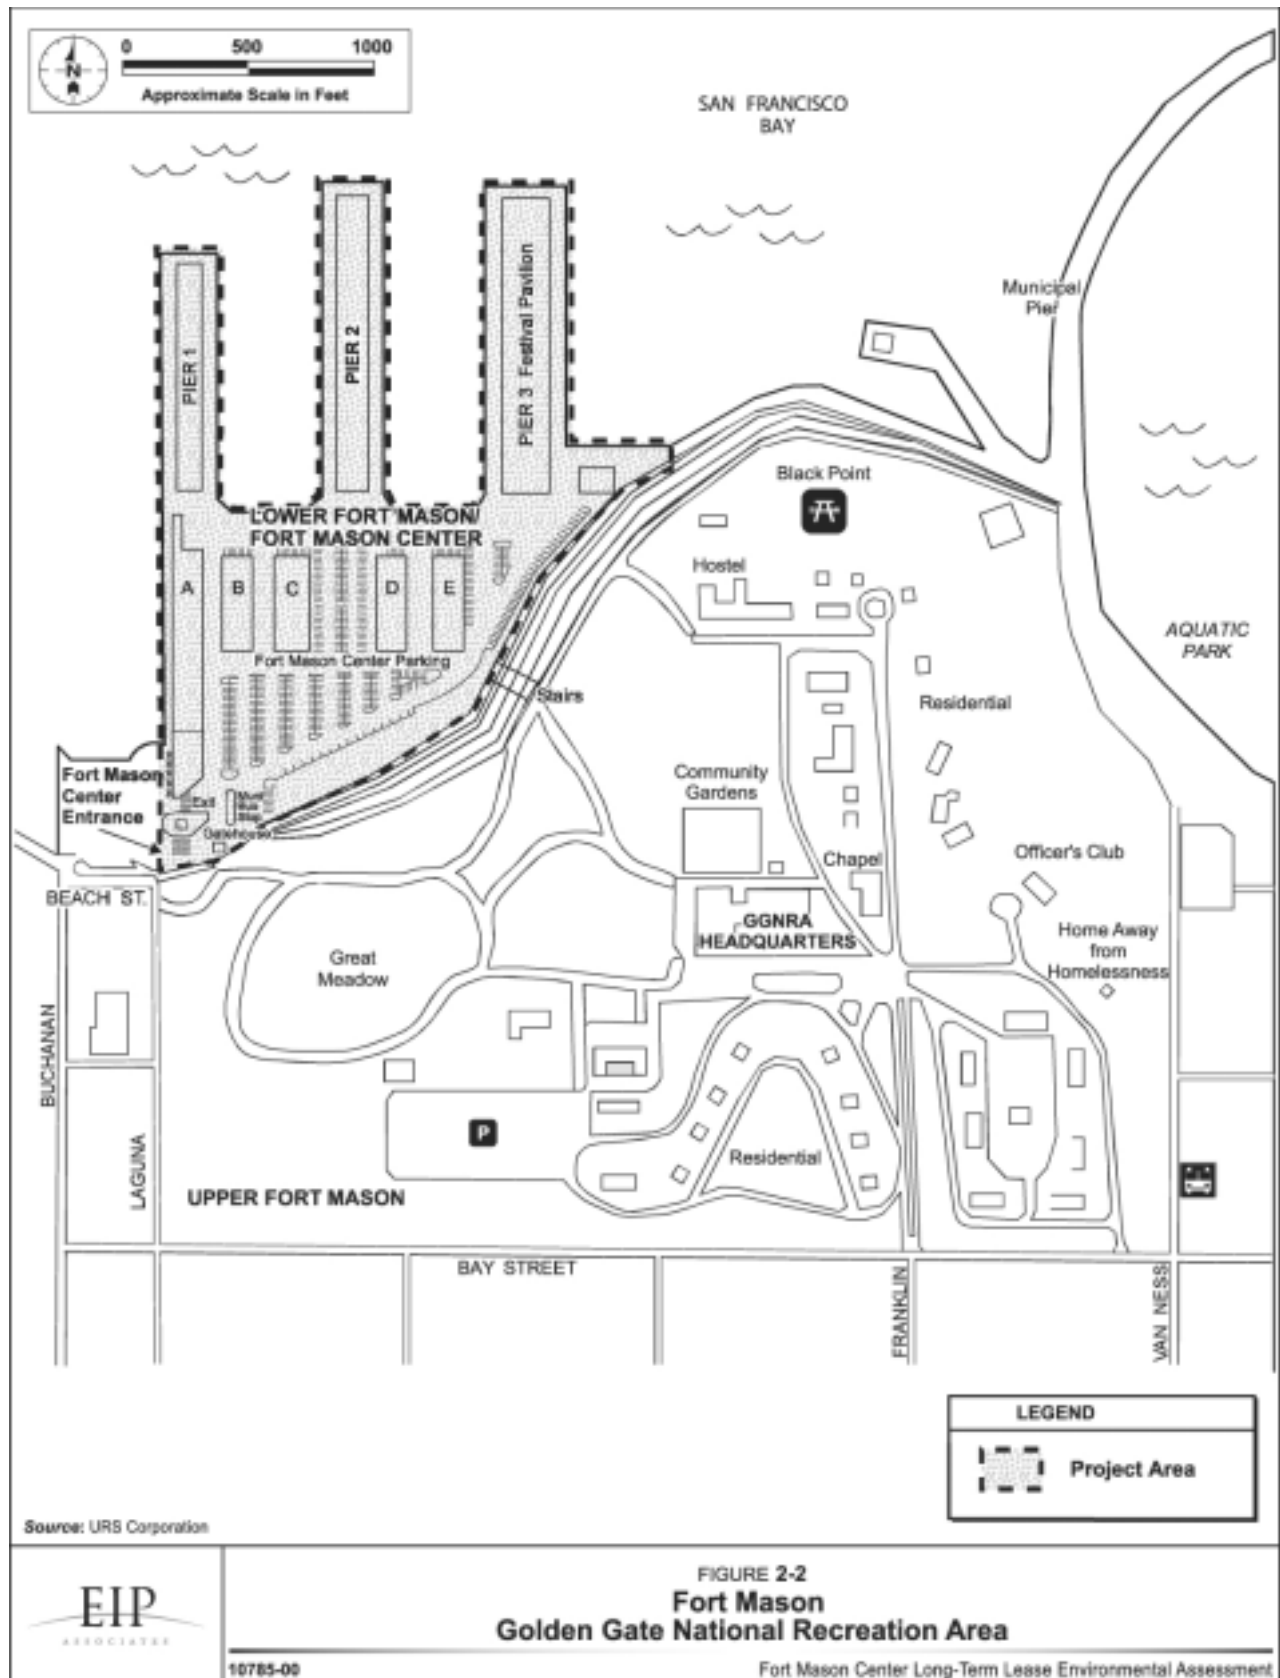 0 500 1000
N
Approximate Scale in Feet
SAN FRANCISCO
BAY
PIER 1
PIER 2
PIER 3 Festival Pavilion
Municipal
Pier
Black Point
LOWER FORT MASON/
FORT MASON CENTER
Hostel
A B C D E
AQUATIC
PARK
Fort Mason Center Parking
Stairs
Residential
Fort Mason
Center
Entrance
Community
Gardens
Exit
Muni
Bus
Stop
Gatehouse
Chapel
Officer's Club
BEACH ST.
GGNRA
HEADQUARTERS
Great
Meadow
Home Away
from
Homelessness
BUCHANAN
LAGUNA
P
Residential
UPPER FORT MASON
BAY STREET
FRANKLIN
VAN NESS
LEGEND
Project Area
Source: URS Corporation
EIP
ASSOCIATES
FIGURE 2-2
Fort Mason
Golden Gate National Recreation Area
10785-00
Fort Mason Center Long-Term Lease Environmental Assessment